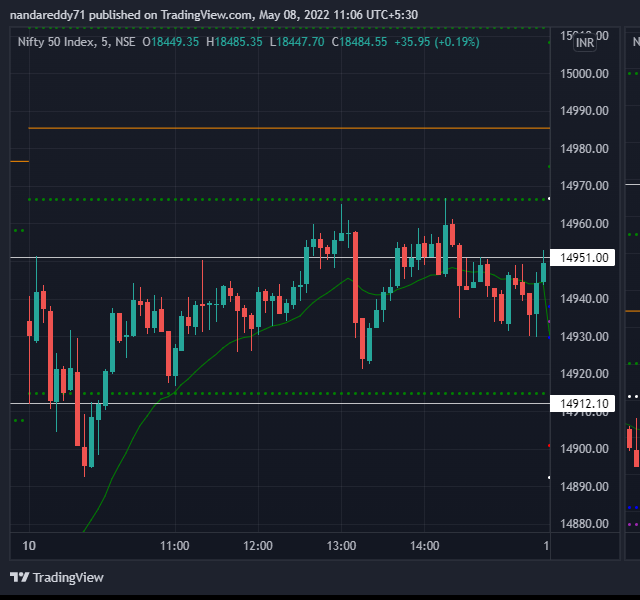 nandareddy71 published on TradingView.com, May 08, 2022 11:06 UTC+5:30
Nifty 50 Index, 5, NSE O18449.35 H18485.35 L18447.70 C18484.55 +35.95 (+0.19%)
INR
N
15000.00
14990.00
14980.00
14970.00
14960.00
14951.00
14940.00
14930.00
14920.00
14912.10
14900.00
14890.00
14880.00
10 11:00 12:00 13:00 14:00 1
TradingView